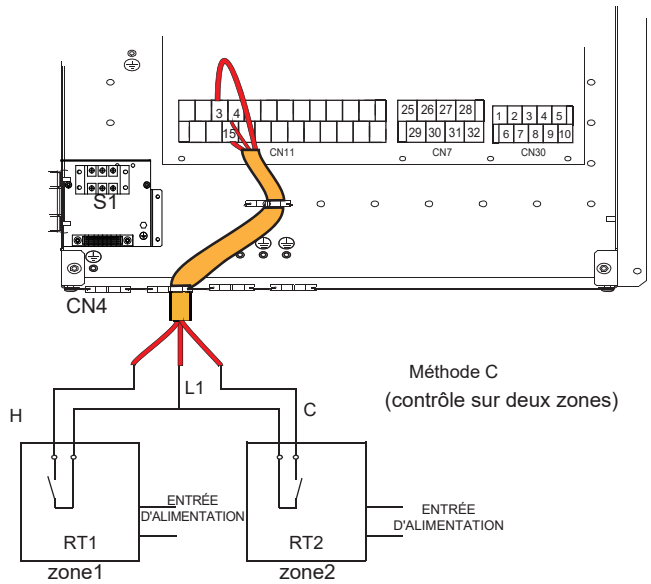 3 4
15
CN11
25 26 27 28
29 30 31 32
CN7
1 2 3 4 5
6 7 8 9 10
CN30
S1
CN4
L1
H
C
Méthode C
(contrôle sur deux zones)
ENTRÉE
D'ALIMENTATION
RT1
zone1
ENTRÉE
D'ALIMENTATION
RT2
zone2